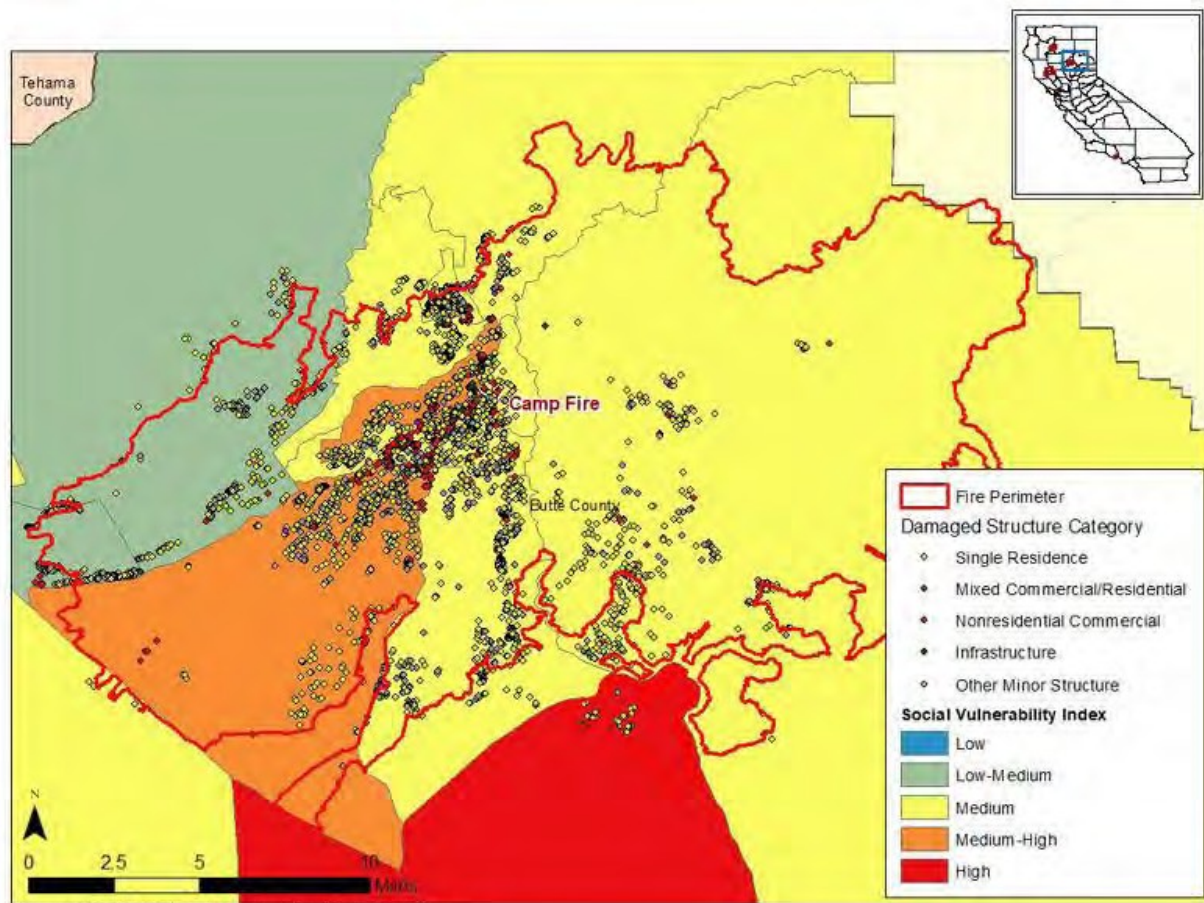 Tehama
County
Camp Fire
Butte County
Fire Perimeter
Damaged Structure Category
Single Residence
Mixed Commercial/Residential
Nonresidential Commercial
Infrastructure
Other Minor Structure
Social Vulnerability Index
Low
Low-Medium
Medium
Medium-High
High
N
0 2.5 5 10
Miles